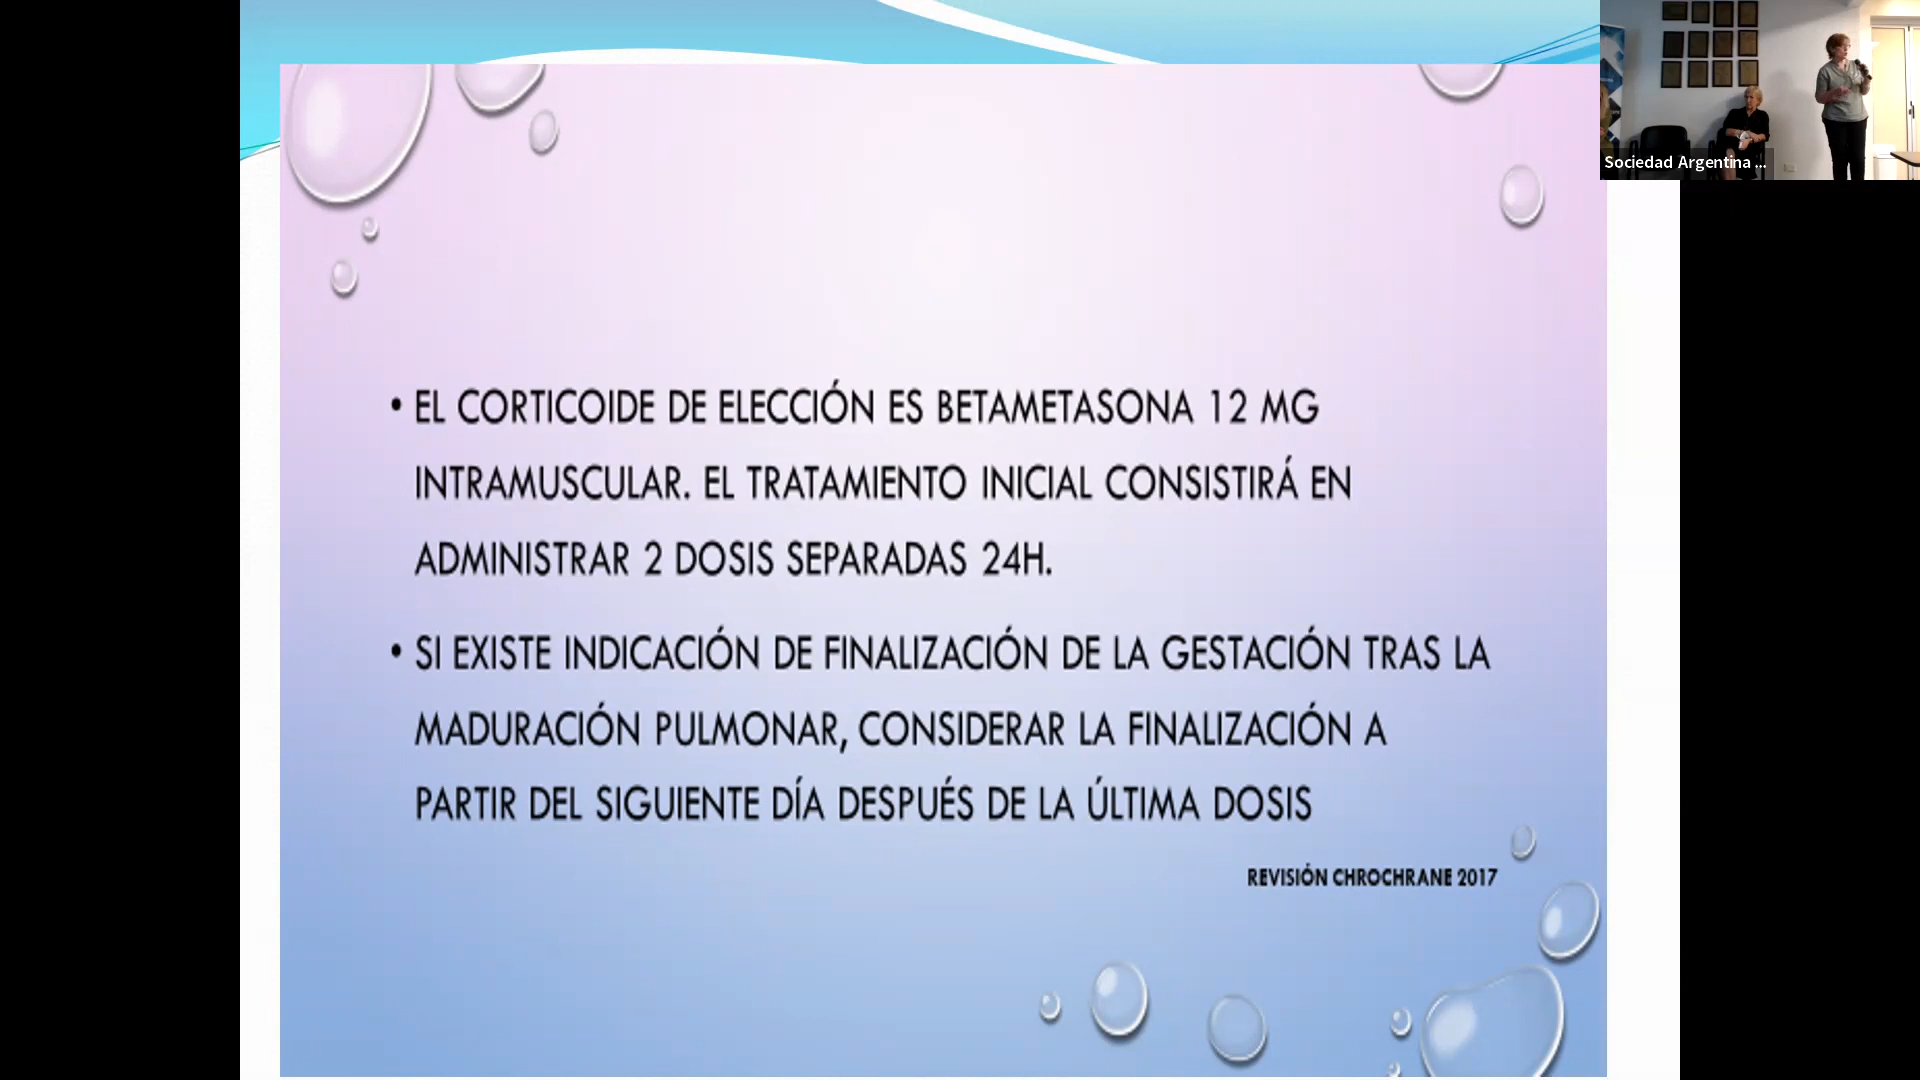 Sociedad Argentina ...
• EL CORTICOIDE DE ELECCIÓN ES BETAMETASONA 12 MG
INTRAMUSCULAR. EL TRATAMIENTO INICIAL CONSISTIRÁ EN
ADMINISTRAR 2 DOSIS SEPARADAS 24H.
• SI EXISTE INDICACIÓN DE FINALIZACIÓN DE LA GESTACIÓN TRAS LA
MADURACIÓN PULMONAR, CONSIDERAR LA FINALIZACIÓN A
PARTIR DEL SIGUIENTE DÍA DESPUÉS DE LA ÚLTIMA DOSIS
REVISIÓN CHROCHRANE 2017